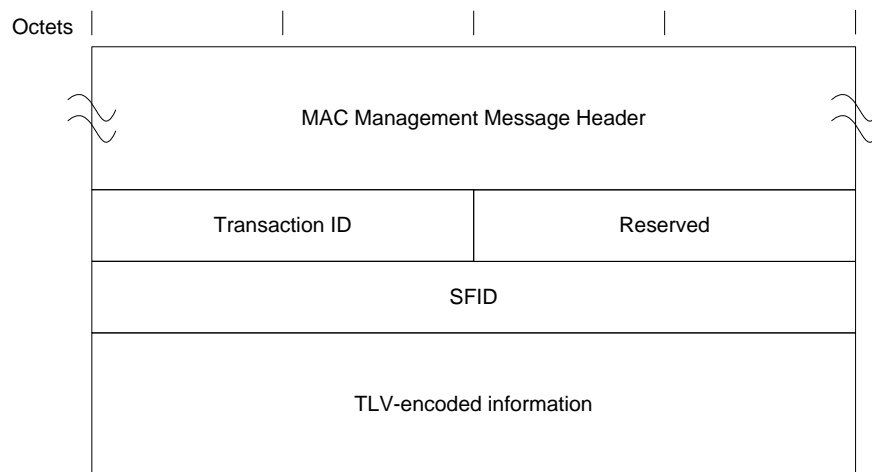 Octets
MAC Management Message Header
Transaction ID
Reserved
SFID
TLV-encoded information